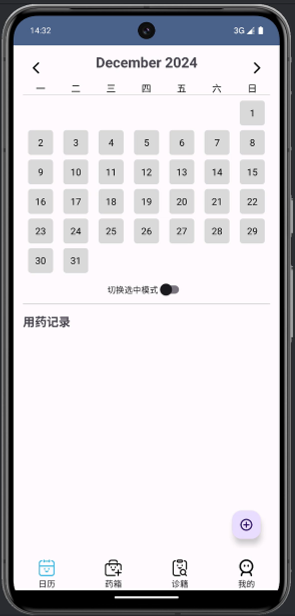 14:32 3G
December 2024
一 二 三 四 五 六 日
1
2 3 4 5 6 7 8
9 10 11 12 13 14 15
16 17 18 19 20 21 22
23 24 25 26 27 28 29
30 31
切换选中模式
用药记录
日历 药箱 诊籍 我的